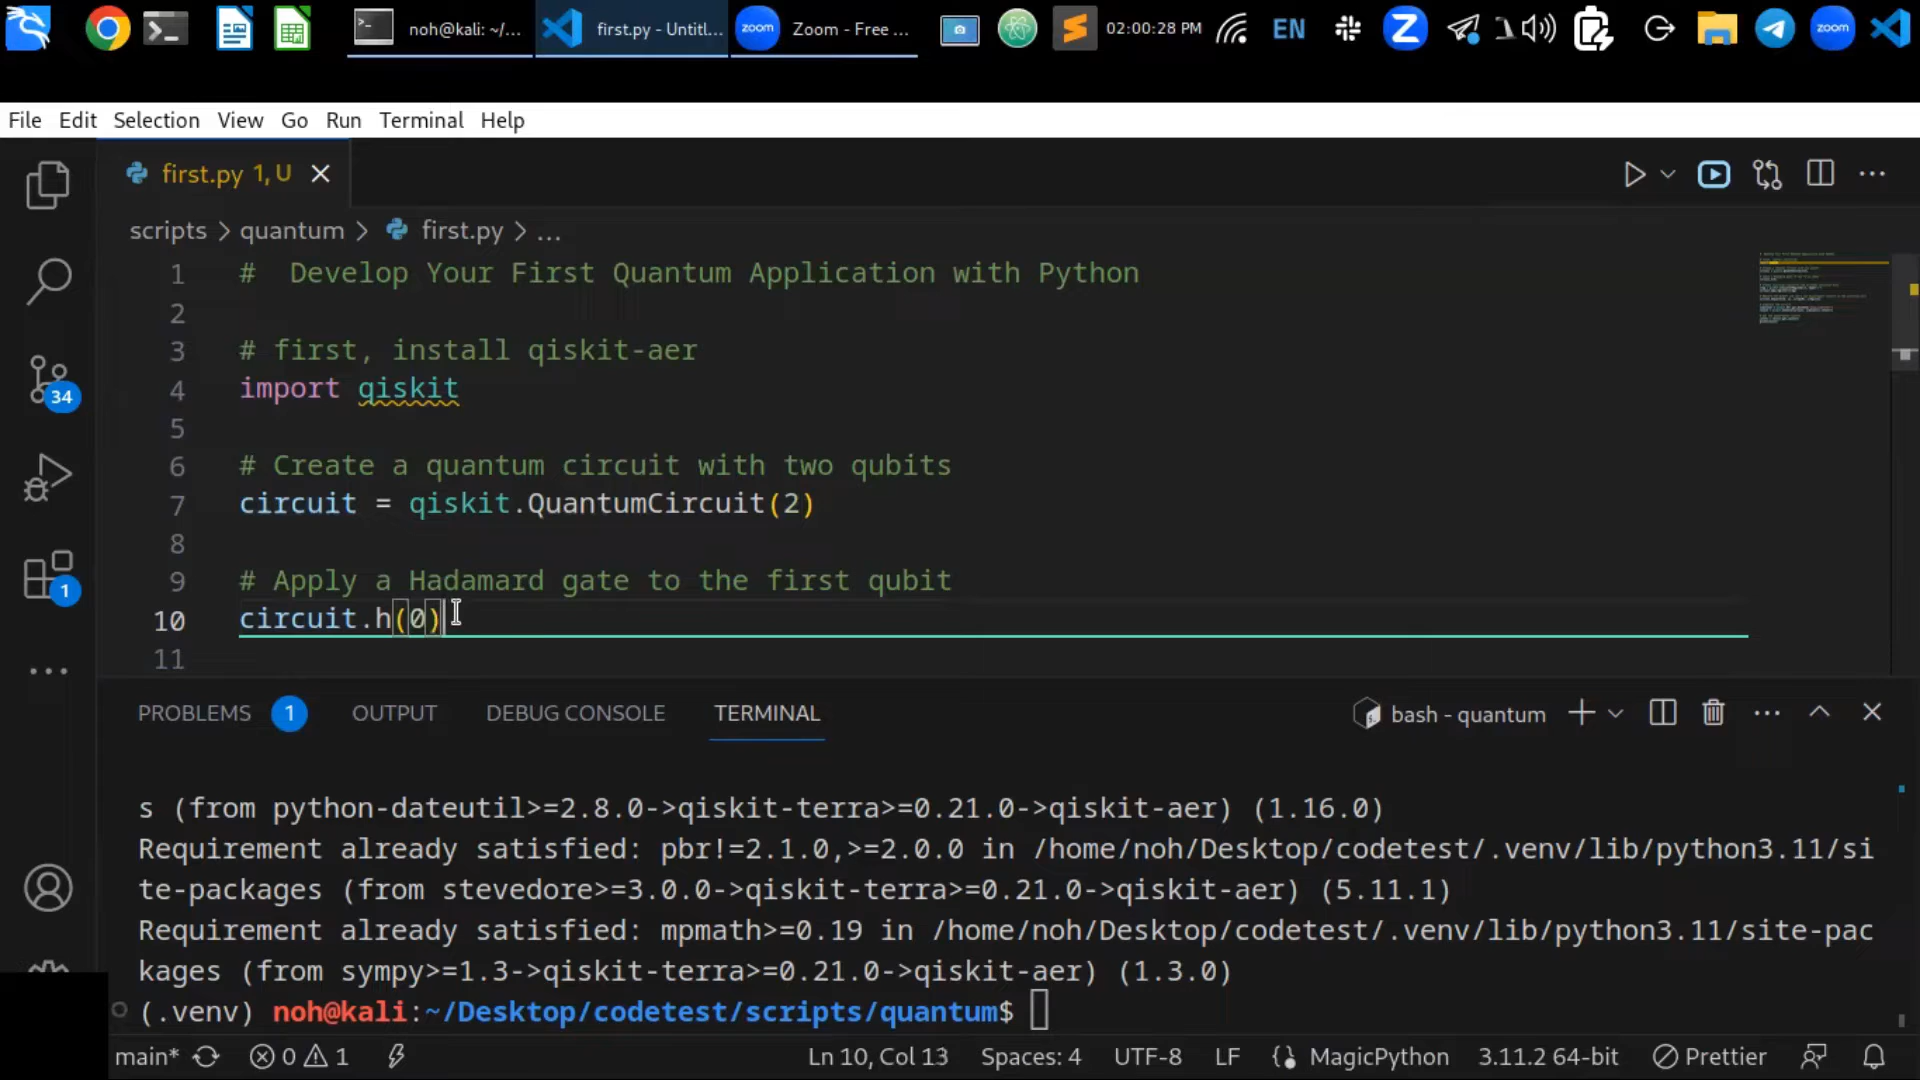 noh@kali: ~/...
first.py - Untitl...
zoom
Zoom - Free ...
02:00:28 PM
EN
Z
zoom
File Edit Selection View Go Run Terminal Help
first.py 1, U
scripts > quantum > first.py > ...
1 #  Develop Your First Quantum Application with Python
2
3 # first, install qiskit-aer
4 import qiskit
5
6 # Create a quantum circuit with two qubits
7 circuit = qiskit.QuantumCircuit(2)
8
9 # Apply a Hadamard gate to the first qubit
10 circuit.h(0)
11
34
1
PROBLEMS 1 OUTPUT DEBUG CONSOLE TERMINAL
bash - quantum
s (from python-dateutil>=2.8.0->qiskit-terra>=0.21.0->qiskit-aer) (1.16.0)
Requirement already satisfied: pbr!=2.1.0,>=2.0.0 in /home/noh/Desktop/codetest/.venv/lib/python3.11/si
te-packages (from stevedore>=3.0.0->qiskit-terra>=0.21.0->qiskit-aer) (5.11.1)
Requirement already satisfied: mpmath>=0.19 in /home/noh/Desktop/codetest/.venv/lib/python3.11/site-pac
kages (from sympy>=1.3->qiskit-terra>=0.21.0->qiskit-aer) (1.3.0)
(.venv) noh@kali:~/Desktop/codetest/scripts/quantum$
main* 0 1 Ln 10, Col 13 Spaces: 4 UTF-8 LF MagicPython 3.11.2 64-bit Prettier